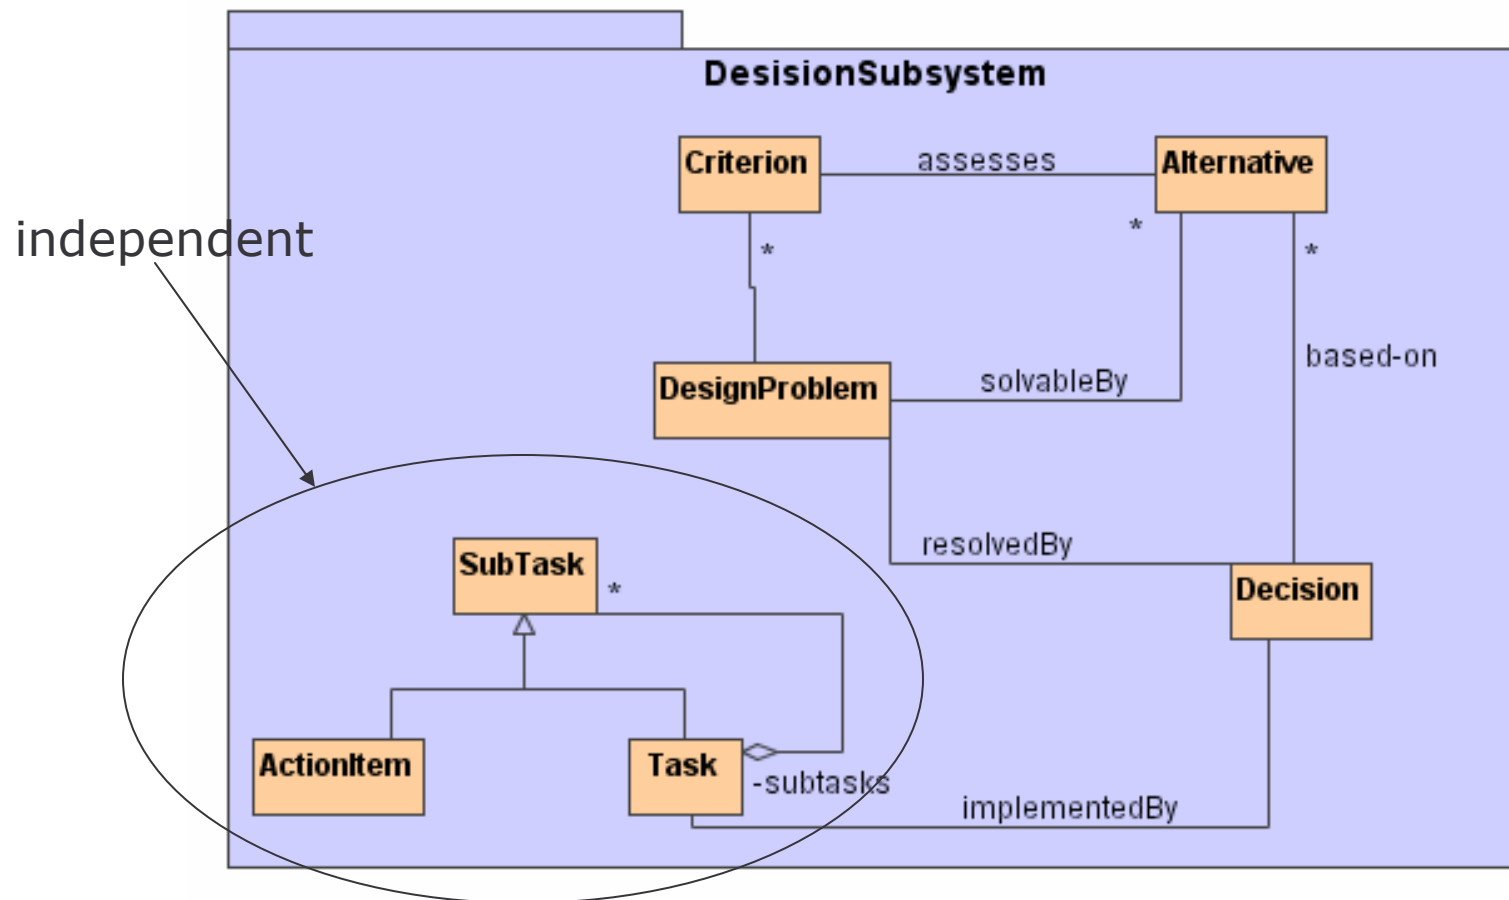 DesisionSubsystem
Criterion
assesses
Alternative
*
*
*
independent
based-on
DesignProblem
solvableBy
resolvedBy
SubTask
*
Decision
ActionItem
Task
-subtasks
implementedBy